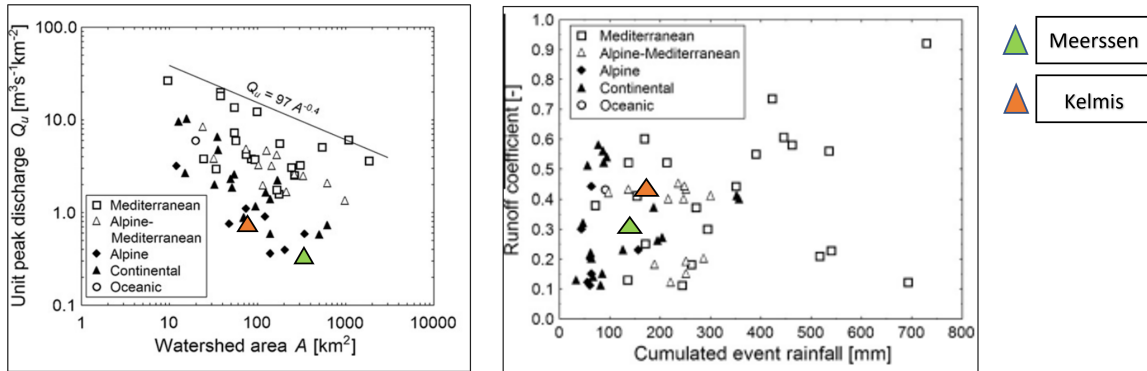 100.0
10.0
1.0
0.1
1
10
100
1000
10000
Unit peak discharge Qu [m3s-1km-2]
Watershed area A [km2]
Qu = 97 A-0.4
Mediterranean
Alpine-
Mediterranean
Alpine
Continental
Oceanic
1.0
0.9
0.8
0.7
0.6
0.5
0.4
0.3
0.2
0.1
0.0
0
100
200
300
400
500
600
700
800
Runoff coefficient [-]
Cumulated event rainfall [mm]
Mediterranean
Alpine-Mediterranean
Alpine
Continental
Oceanic
Meerssen
Kelmis